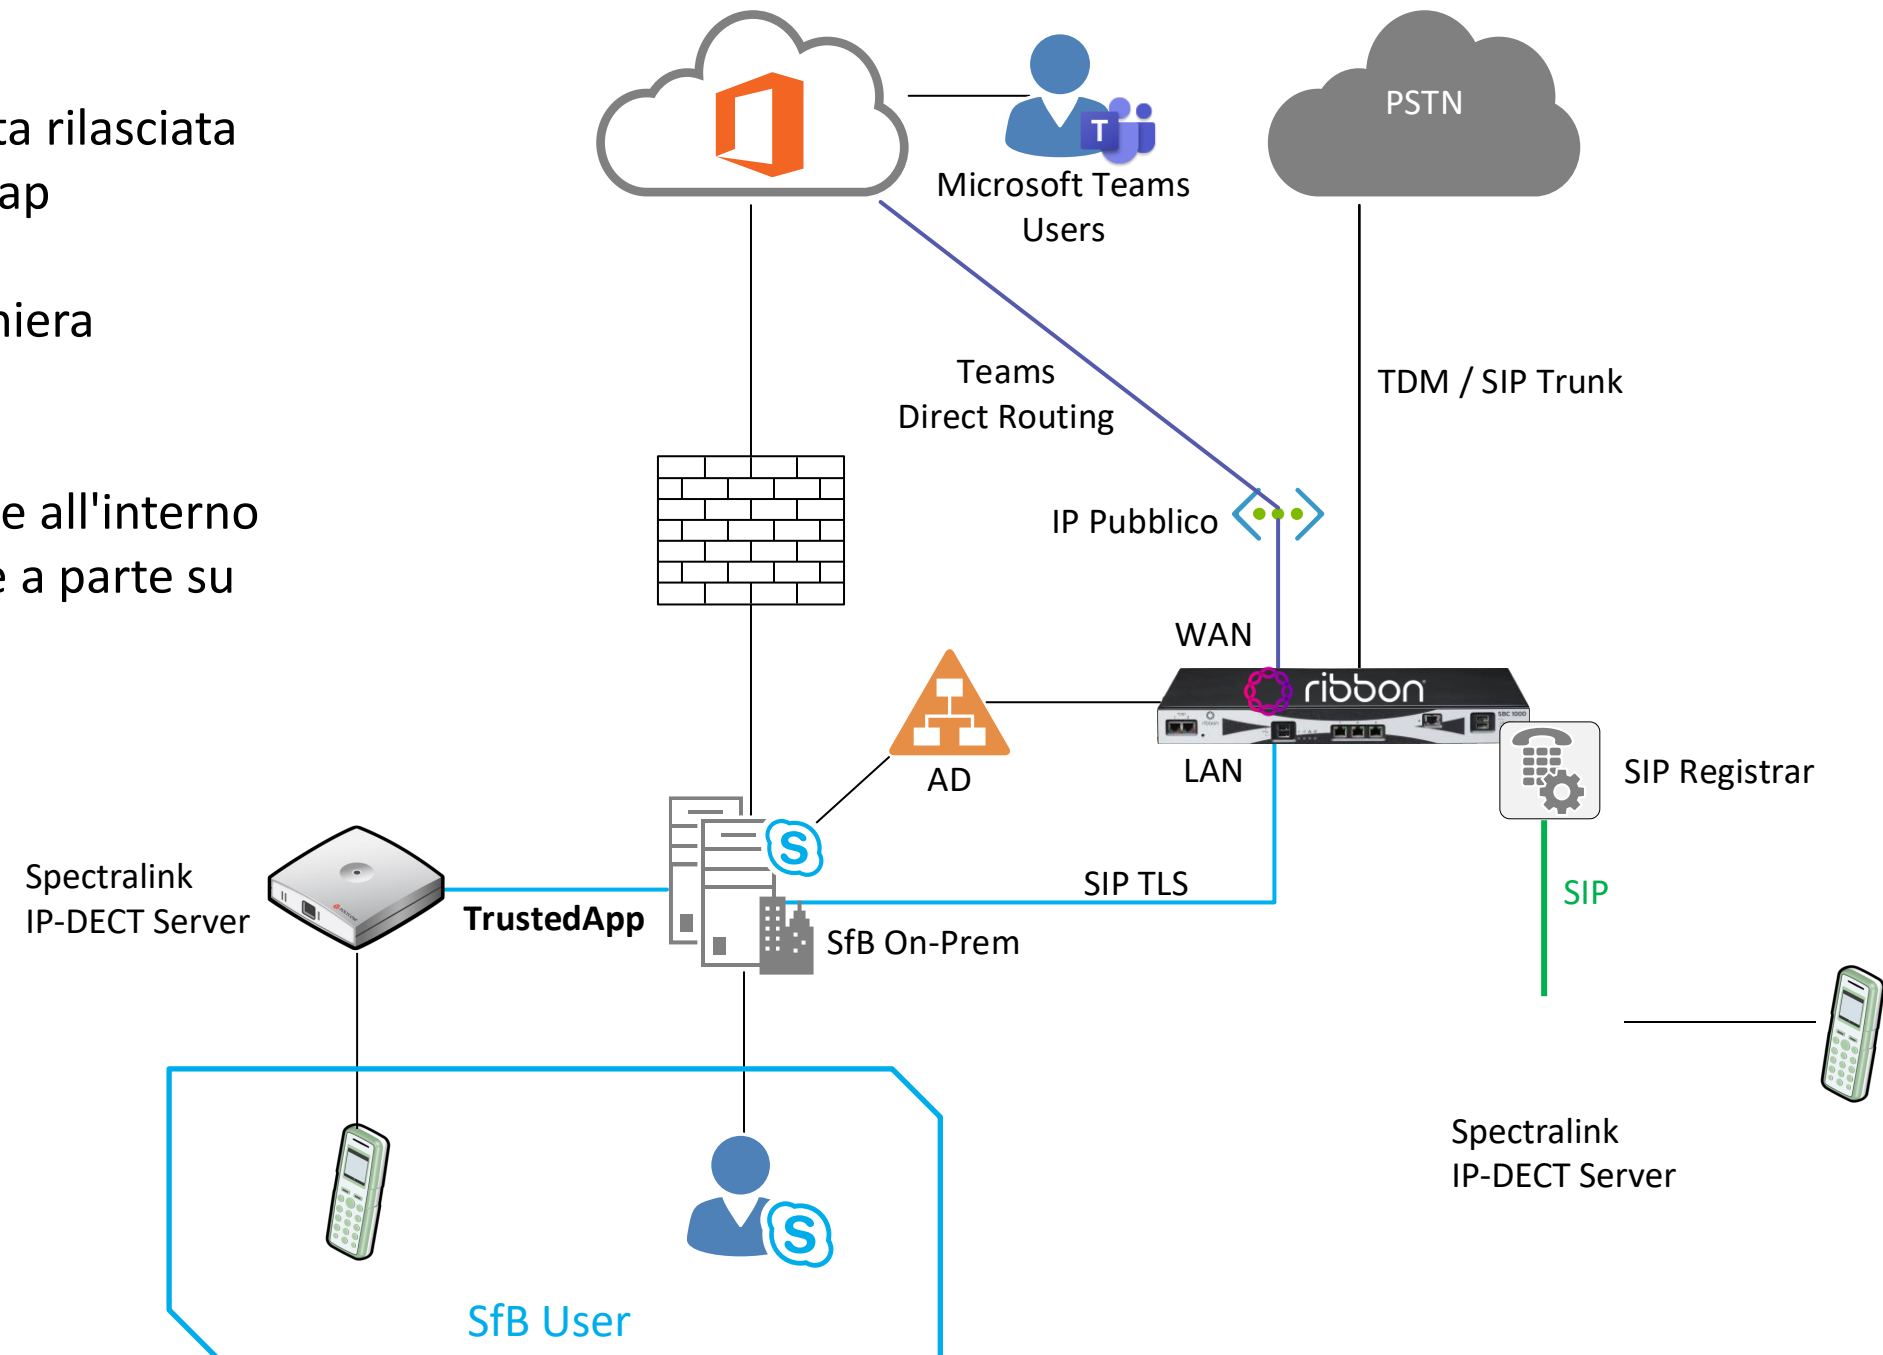 ta rilasciata
ap
niera
e all'interno
e a parte su
Microsoft Teams
Users
T
PSTN
Teams
Direct Routing
TDM / SIP Trunk
IP Pubblico
WAN
ribbon
SBC 1000
AD
LAN
SIP Registrar
Spectralink
IP-DECT Server
TrustedApp
S
SIP TLS
SIP
SfB On-Prem
Spectralink
IP-DECT Server
S
SfB User